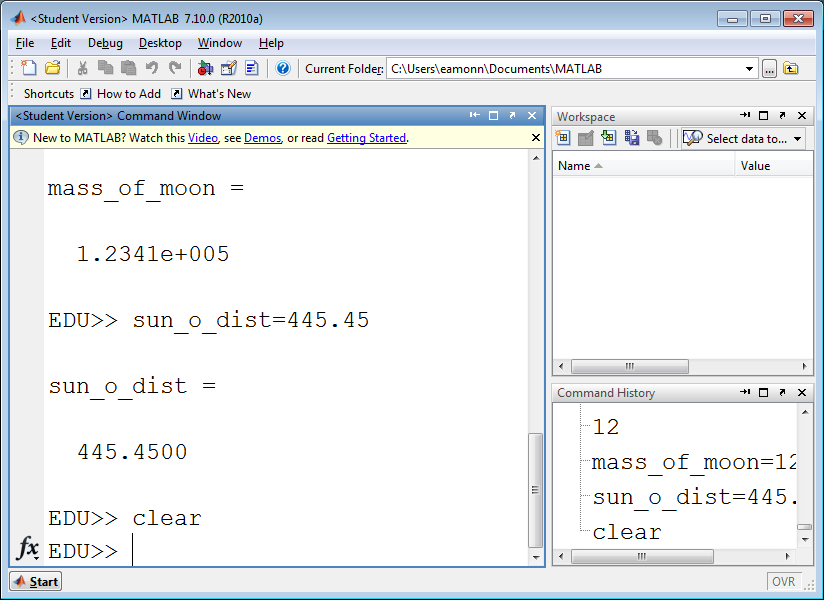 <Student Version> MATLAB 7.10.0 (R2010a)
File Edit Debug Desktop Window Help
Current Folder: C:\Users\eamonn\Documents\MATLAB ...
Shortcuts How to Add What's New
<Student Version> Command Window
New to MATLAB? Watch this Video, see Demos, or read Getting Started.
mass_of_moon =
1.2341e+005
EDU>> sun_o_dist=445.45
sun_o_dist =
445.4500
EDU>> clear
fx EDU>>
Workspace
Select data to...
Name Value
Command History
12
mass_of_moon=12
sun_o_dist=445.
clear
Start
OVR